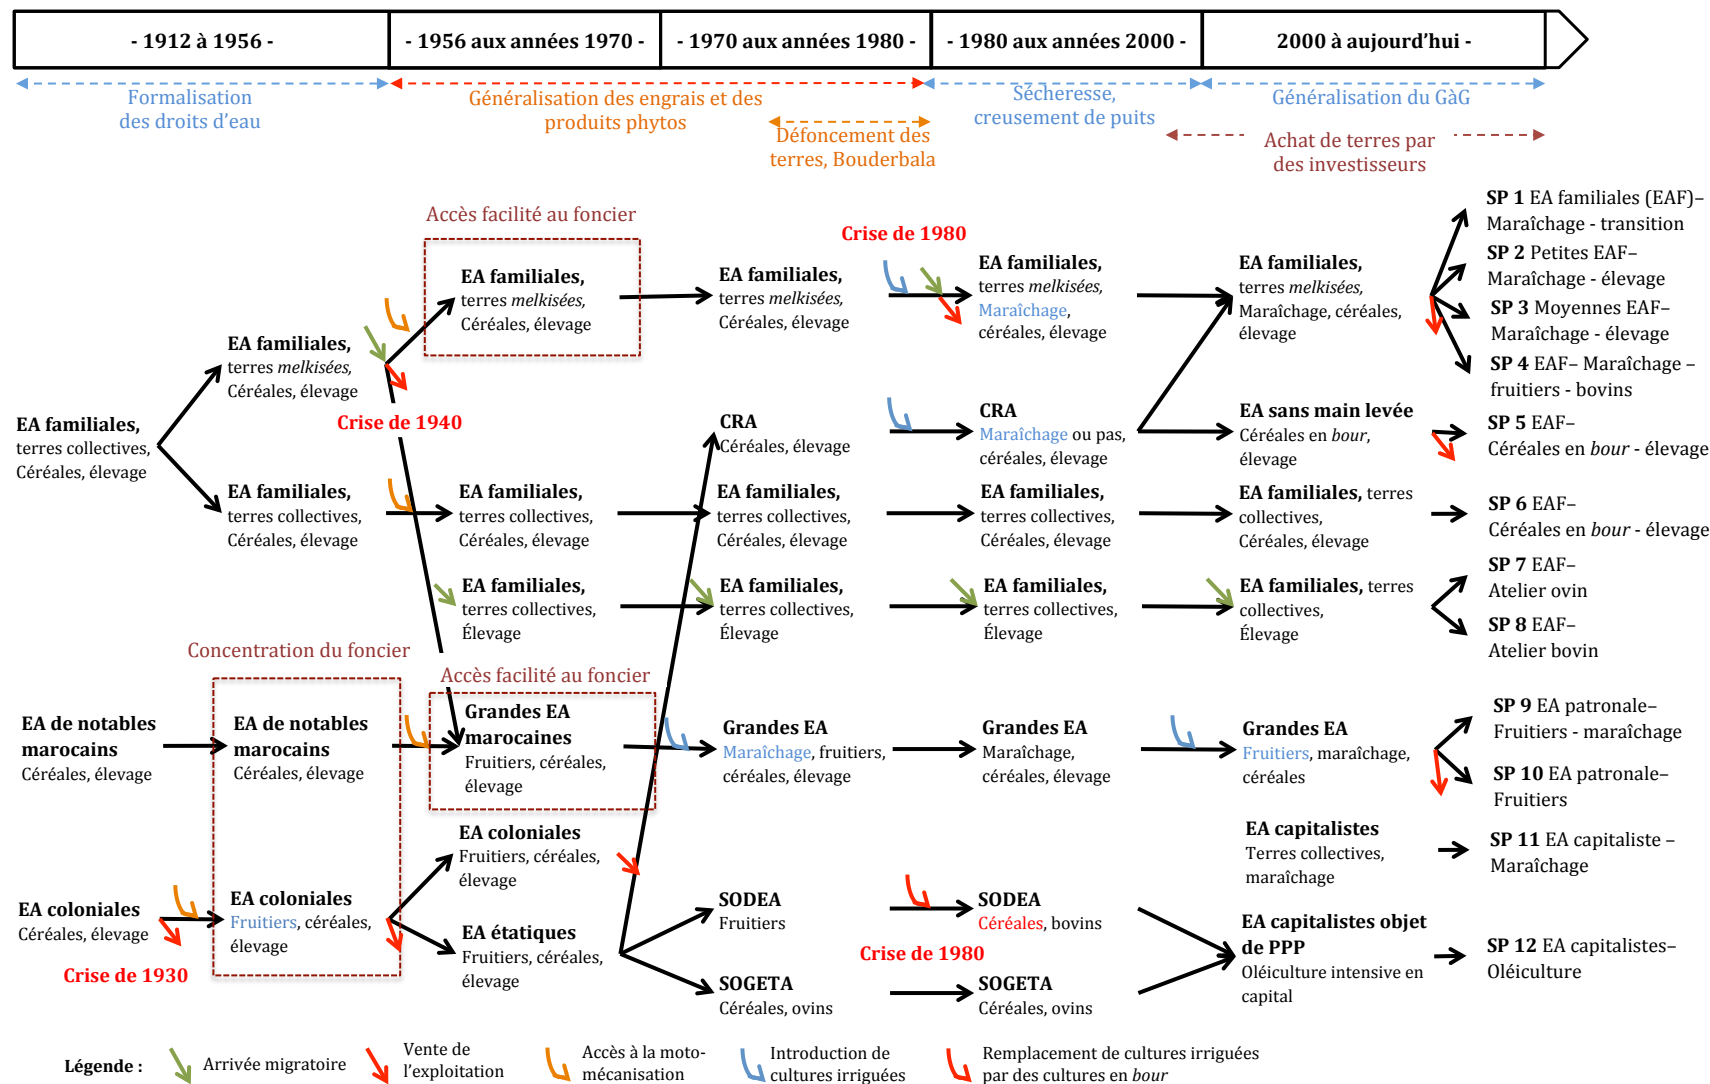 - 1912 à 1956 -
- 1956 aux années 1970 -
- 1970 aux années 1980 -
- 1980 aux années 2000 -
2000 à aujourd'hui -
Formalisation
des droits d'eau
Généralisation des engrais et des
produits phytos
Défoncement des
terres, Bouderbala
Sécheresse,
creusement de puits
Généralisation du GàG
Achat de terres par
des investisseurs
EA familiales,
terres collectives,
Céréales, élevage
EA familiales,
terres melkisées,
Céréales, élevage
EA familiales,
terres collectives,
Céréales, élevage
Crise de 1940
Accès facilité au foncier
EA familiales,
terres melkisées,
Céréales, élevage
EA familiales,
terres melkisées,
Céréales, élevage
Crise de 1980
EA familiales,
terres melkisées,
Maraîchage,
céréales, élevage
EA familiales,
terres melkisées,
Maraîchage, céréales,
élevage
SP 1 EA familiales (EAF)–
Maraîchage - transition
SP 2 Petites EAF–
Maraîchage - élevage
SP 3 Moyennes EAF–
Maraîchage - élevage
SP 4 EAF– Maraîchage –
fruitiers - bovins
CRA
Céréales, élevage
CRA
Maraîchage ou pas,
céréales, élevage
EA sans main levée
Céréales en bour,
élevage
SP 5 EAF–
Céréales en bour - élevage
EA familiales,
terres collectives,
Céréales, élevage
EA familiales,
terres collectives,
Céréales, élevage
EA familiales,
terres collectives,
Céréales, élevage
EA familiales, terres
collectives,
Céréales, élevage
SP 6 EAF–
Céréales en bour - élevage
EA familiales,
terres collectives,
Élevage
EA familiales,
terres collectives,
Élevage
EA familiales,
terres collectives,
Élevage
EA familiales, terres
collectives,
Élevage
SP 7 EAF–
Atelier ovin
SP 8 EAF–
Atelier bovin
Concentration du foncier
Accès facilité au foncier
EA de notables
marocains
Céréales, élevage
EA de notables
marocains
Céréales, élevage
Grandes EA
marocaines
Fruitiers, céréales,
élevage
Grandes EA
Maraîchage, fruitiers,
céréales, élevage
Grandes EA
Maraîchage,
céréales, élevage
Grandes EA
Fruitiers, maraîchage,
céréales
SP 9 EA patronale–
Fruitiers - maraîchage
SP 10 EA patronale–
Fruitiers
EA coloniales
Céréales, élevage
Crise de 1930
EA coloniales
Fruitiers, céréales,
élevage
EA coloniales
Fruitiers, céréales,
élevage
EA étatiques
Fruitiers, céréales,
élevage
SODEA
Fruitiers
SODEA
Céréales, bovins
Crise de 1980
SOGETA
Céréales, ovins
SOGETA
Céréales, ovins
EA capitalistes
Terres collectives,
maraîchage
SP 11 EA capitaliste –
Maraîchage
EA capitalistes objet
de PPP
Oléiculture intensive en
capital
SP 12 EA capitalistes–
Oléiculture
Légende :
Arrivée migratoire
Vente de
l'exploitation
Accès à la moto-
mécanisation
Introduction de
cultures irriguées
Remplacement de cultures irriguées
par des cultures en bour